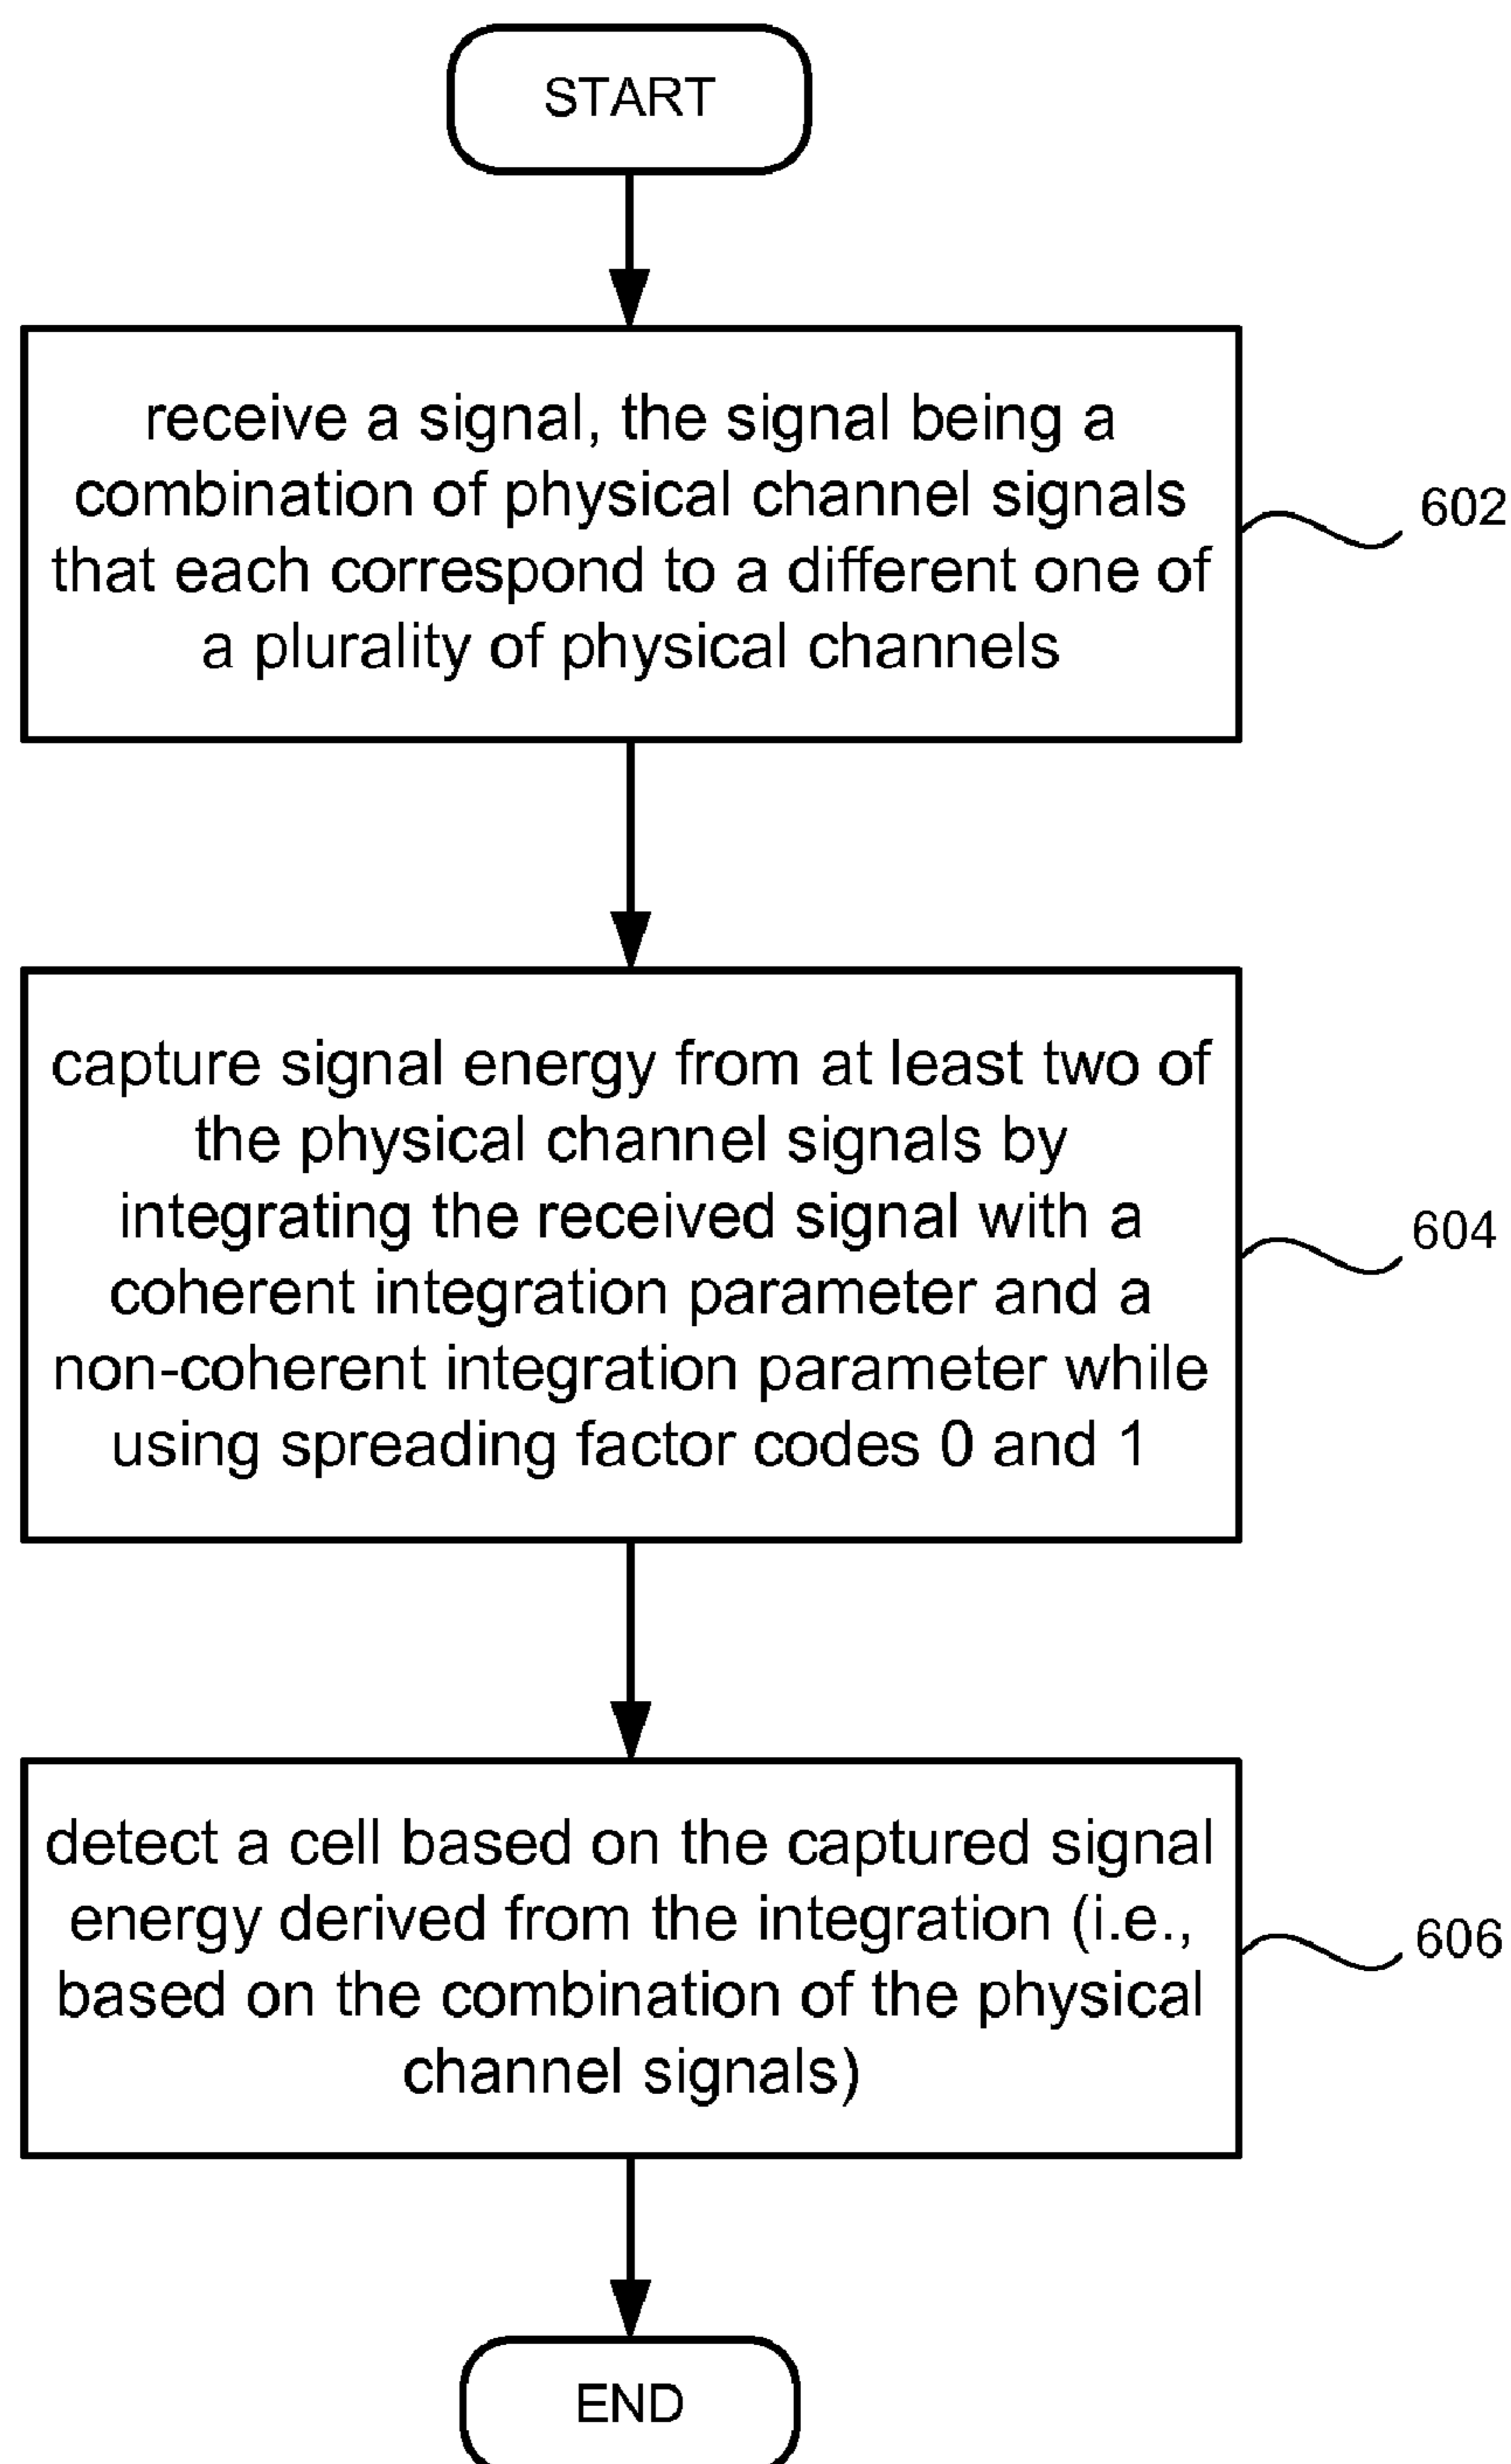 START
receive a signal, the signal being a
combination of physical channel signals
that each correspond to a different one of
a plurality of physical channels
602
capture signal energy from at least two of
the physical channel signals by
integrating the received signal with a
coherent integration parameter and a
non-coherent integration parameter while
using spreading factor codes 0 and 1
604
detect a cell based on the captured signal
energy derived from the integration (i.e.,
based on the combination of the physical
channel signals)
606
END